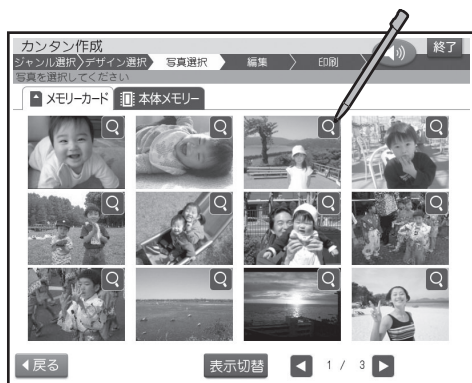 カンタン作成
終了
ジャンル選択 デザイン選択 写真選択 編集 印刷
写真を選択してください
メモリーカード 本体メモリー
戻る 表示切替 1 / 3